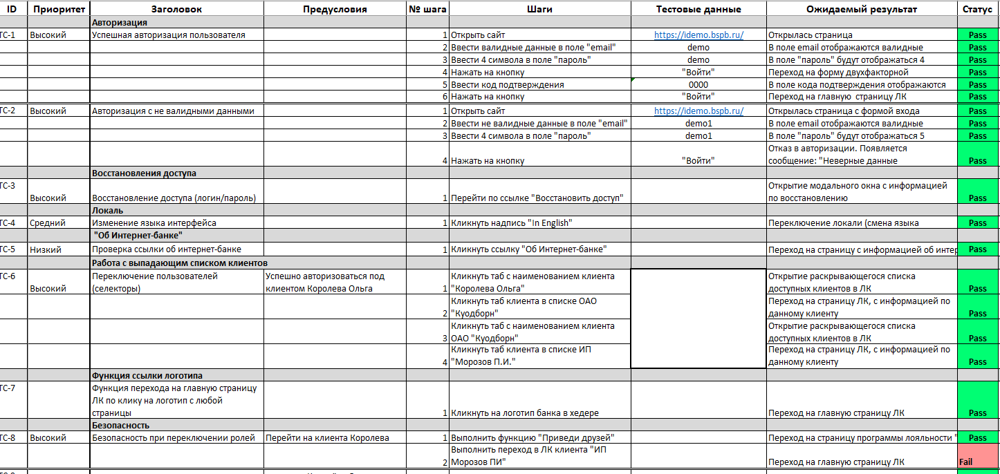 ID Приоритет Заголовок Предусловия № шага Шаги Тестовые данные Ожидаемый результат Статус
Авторизация
ТС-1 Высокий Успешная авторизация пользователя 1 Открыть сайт https://idemo.bspb.ru/ Открылась страница Pass
2 Ввести валидные данные в поле "email" demo В поле email отображаются валидные Pass
3 Ввести 4 символа в поле "пароль" demo В поле "пароль" будут отображаться 4 Pass
4 Нажать на кнопку "Войти" Переход на форму двухфакторной Pass
5 Ввести код подтверждения 0000 В поле кода подтверждения отображаются Pass
6 Нажать на кнопку "Войти" Переход на главную страницу ЛК Pass
ТС-2 Высокий Авторизация с не валидными данными 1 Открыть сайт https://idemo.bspb.ru/ Открылась страница с формой входа Pass
2 Ввести не валидные данные в поле "email" demo1 В поле email отображаются валидные Pass
3 Ввести 4 символа в поле "пароль" demo1 В поле "пароль" будут отображаться 5 Pass
Отказ в авторизации. Появляется
4 Нажать на кнопку "Войти" сообщение: "Неверные данные Pass
Восстановления доступа
ТС-3 Открытие модального окна с информацией
Высокий Восстановление доступа (логин/пароль) 1 Перейти по ссылке "Восстановить доступ" по восстановлению Pass
Локаль
ТС-4 Средний Изменение языка интерфейса 1 Кликнуть надпись "In English" Переключение локали (смена языка Pass
"Об Интернет-банке"
ТС-5 Низкий Проверка ссылки об интернет-банке 1 Кликнуть ссылку "Об Интернет-банке" Переход на страницу с информацией об интер Pass
Работа с выпадающим списком клиентов
ТС-6 Переключение пользователей Успешно авторизоваться под Кликнуть таб с наименованием клиента Открытие раскрывающегося списка
Высокий (селекторы) клиентом Королева Ольга 1 "Королева Ольга" доступных клиентов в ЛК Pass
Кликнуть таб клиента в списке ОАО Переход на страницу ЛК, с информацией по
2 "Куодборн" данному клиенту Pass
Кликнуть таб с наименованием клиента Открытие раскрывающегося списка
3 ОАО "Куодборн" доступных клиентов в ЛК Pass
Кликнуть таб клиента в списке ИП Переход на страницу ЛК, с информацией по
4 "Морозов П.И." данному клиенту Pass
Функция ссылки логотипа
ТС-7 Функция перехода на главную страницу
ЛК по клику на логотип с любой
страницы 1 Кликнуть на логотип банка в хедере Переход на главную страницу ЛК Pass
Безопасность
ТС-8 Высокий Безопасность при переключении ролей Перейти на клиента Королева 1 Выполнить функцию "Приведи друзей" Переход на страницу программы лояльности " Pass
Выполнить переход в ЛК клиента "ИП
2 Морозов ПИ" Переход на главную страницу ЛК Fail